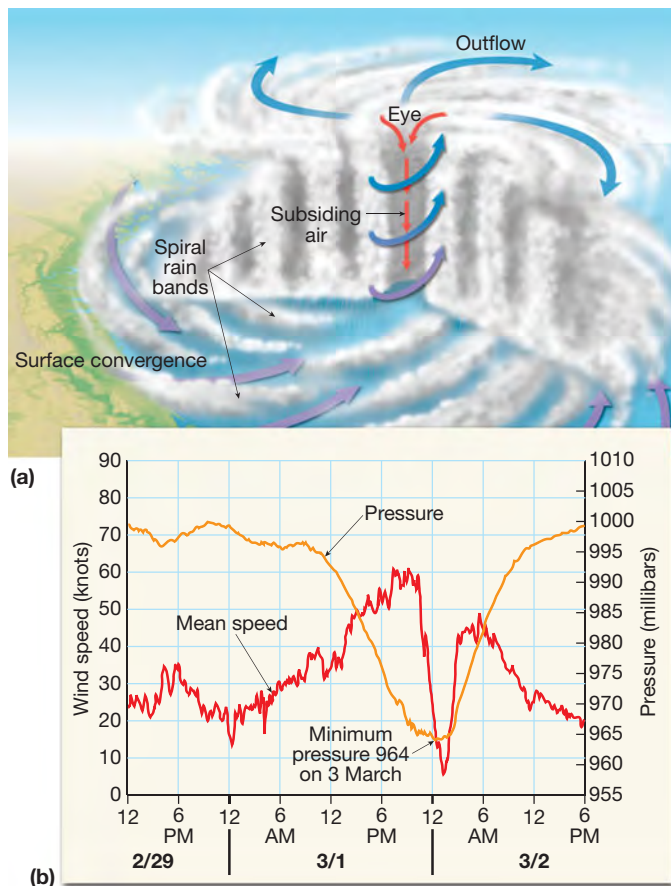 Outflow
Eye
Subsiding
air
Spiral
rain
bands
Surface convergence
(a)
90
80
70
60
50
40
30
20
10
0
Wind speed (knots)
1010
1005
1000
995
990
985
980
975
970
965
960
955
Pressure (millibars)
Pressure
Mean speed
Minimum
pressure 964
on 3 March
12 6 12 6 12 6 12 6 12 6
PM AM PM AM PM
2/29 3/1 3/2
(b)